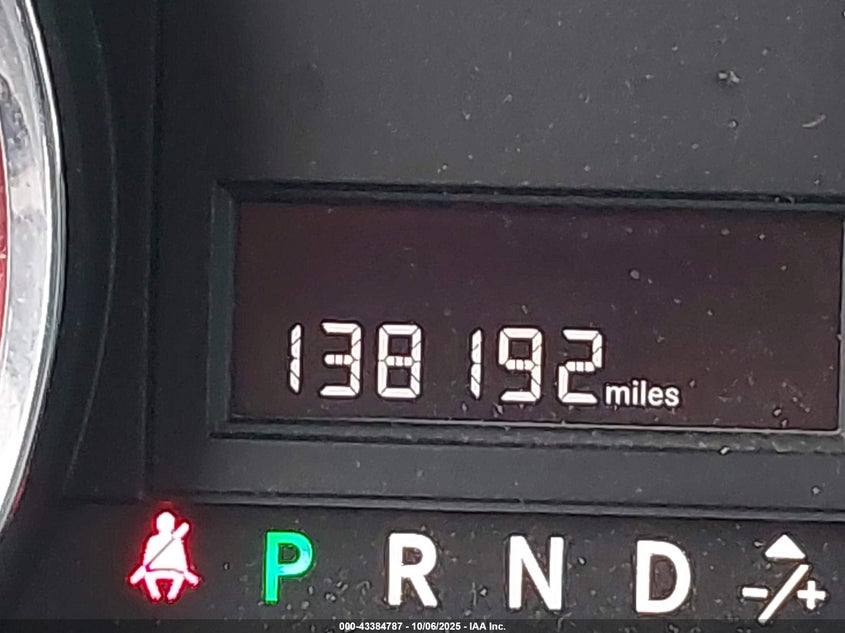 138192 miles
P R N D -/+
000-43384787 - 10/06/2025 - IAA Inc.